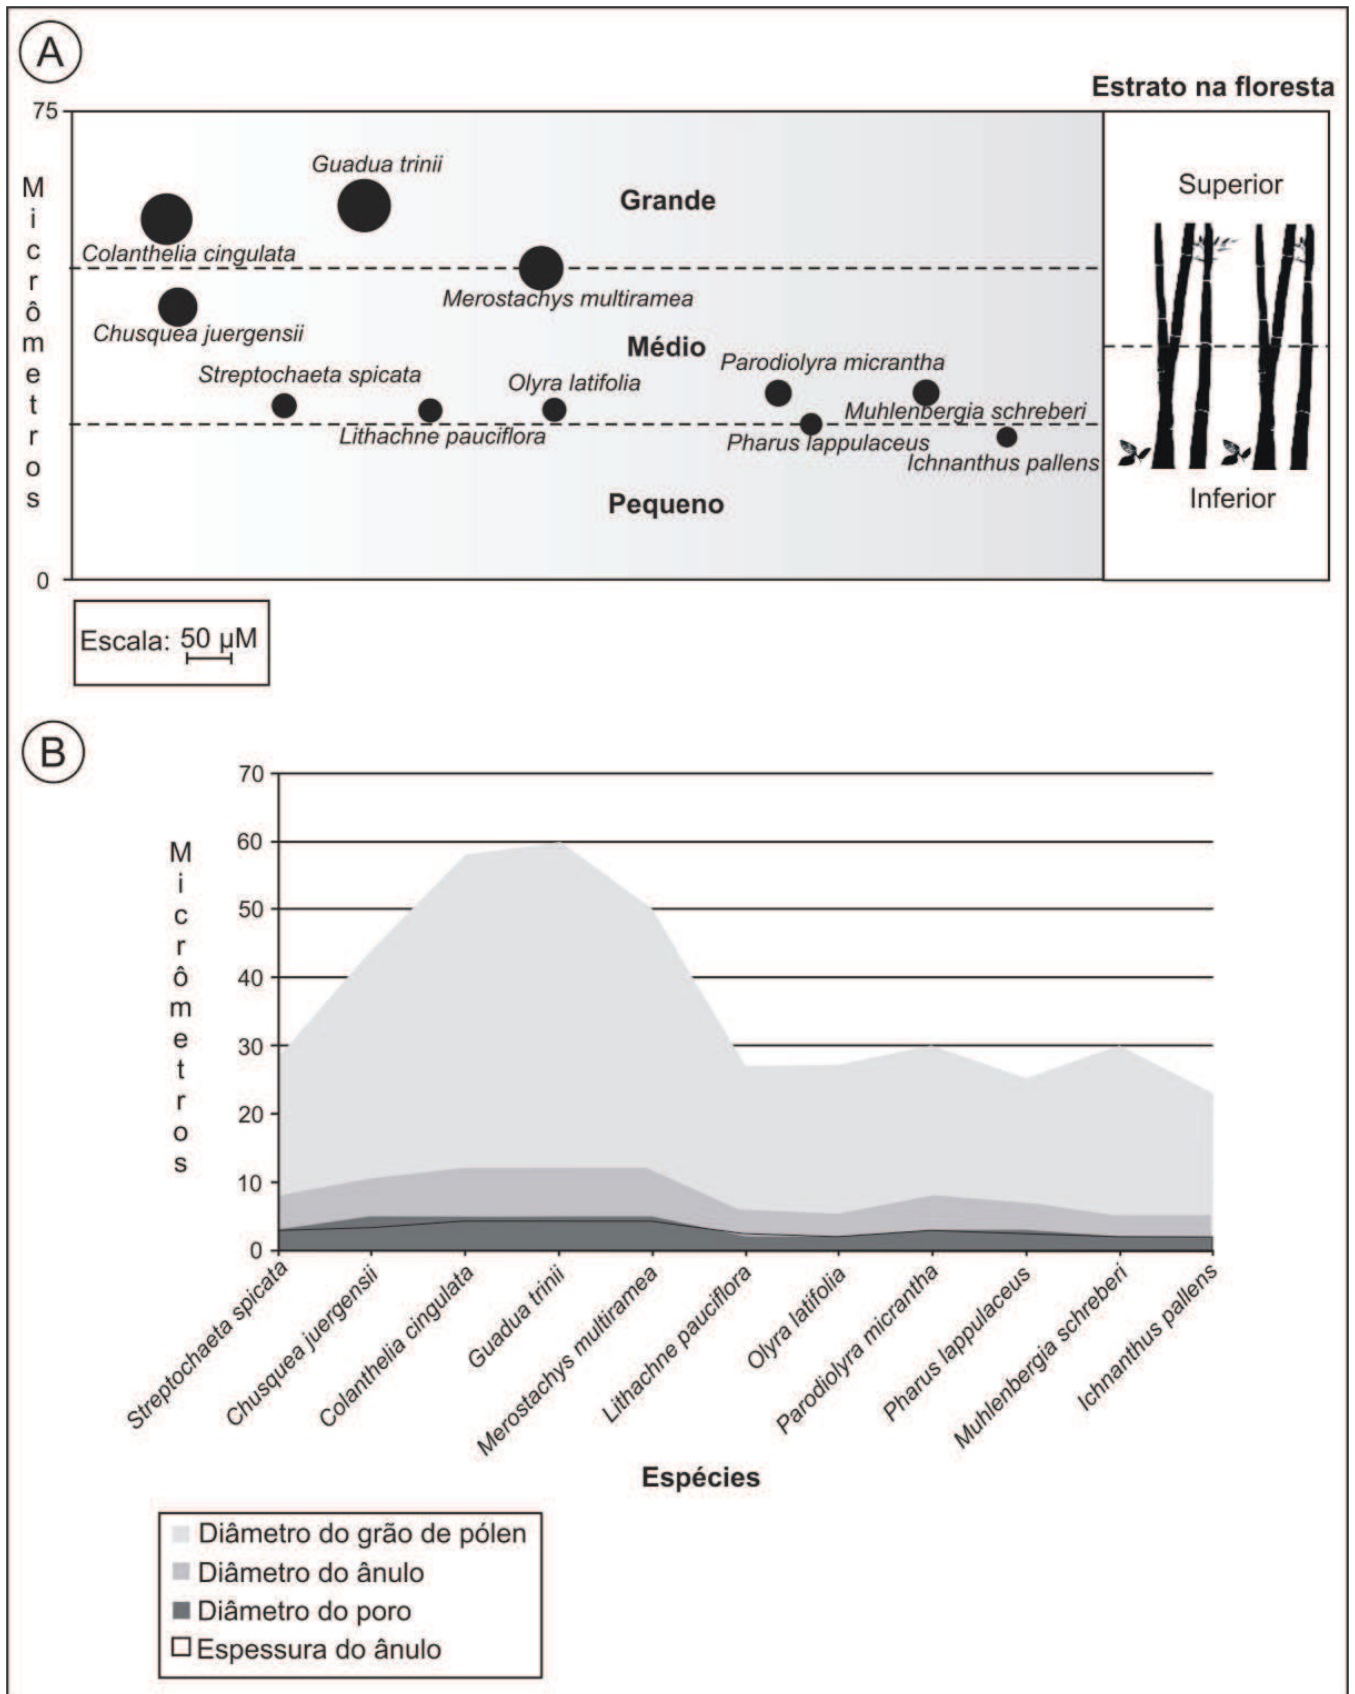 A
Estrato na floresta
75
Micrômetros
0
Guadua trinii
Colanthelia cingulata
Grande
Merostachys multiramea
Chusquea juergensii
Médio
Streptochaeta spicata
Olyra latifolia
Parodiolyra micrantha
Lithachne pauciflora
Muhlenbergia schreberi
Pharus lappulaceus
Ichnanthus pallens
Pequeno
Superior
Inferior
Escala: 50 µM
B
Micrômetros
70
60
50
40
30
20
10
0
Streptochaeta spicata
Chusquea juergensii
Colanthelia cingulata
Guadua trinii
Merostachys multiramea
Lithachne pauciflora
Olyra latifolia
Parodiolyra micrantha
Pharus lappulaceus
Muhlenbergia schreberi
Ichnanthus pallens
Espécies
Diâmetro do grão de pólen
Diâmetro do ânulo
Diâmetro do poro
Espessura do ânulo